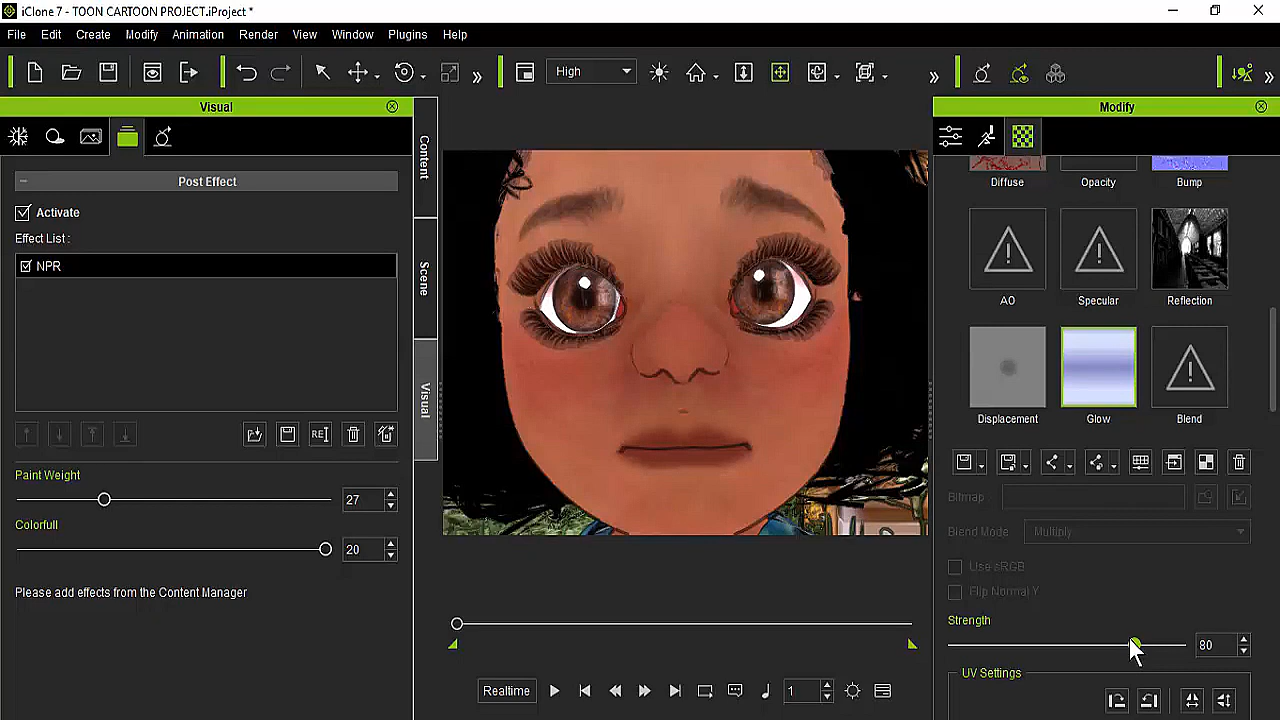 iClone 7 - TOON CARTOON PROJECT.iProject *
File Edit Create Modify Animation Render View Window Plugins Help
High
Visual
Content
Scene
Visual
Post Effect
Activate
Effect List :
NPR
REI
Paint Weight
27
Colorfull
20
Please add effects from the Content Manager
Realtime
1
Modify
Diffuse Opacity Bump
AO Specular Reflection
Displacement Glow Blend
Bitmap
Blend Mode Multiply
Use sRGB
Flip Normal Y
Strength
80
UV Settings